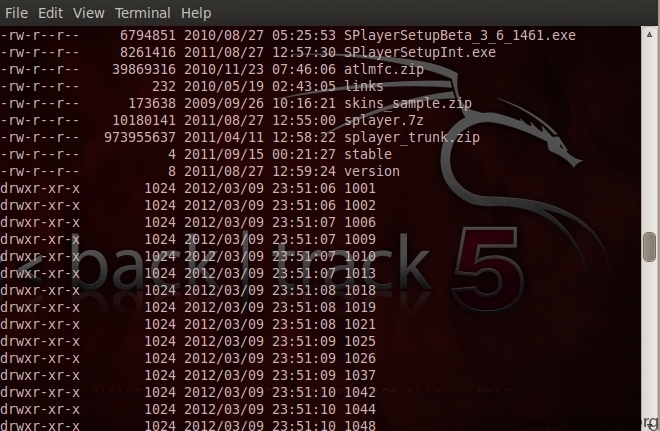 File Edit View Terminal Help
-rw-r--r-- 6794851 2010/08/27 05:25:53 SPlayerSetupBeta_3_6_1461.exe
-rw-r--r-- 8261416 2011/08/27 12:57:30 SPlayerSetupInt.exe
-rw-r--r-- 39869316 2010/11/23 07:46:06 atlmfc.zip
-rw-r--r-- 232 2010/05/19 02:43:05 links
-rw-r--r-- 173638 2009/09/26 10:16:21 skins_sample.zip
-rw-r--r-- 10180141 2011/08/27 12:55:00 splayer.7z
-rw-r--r-- 973955637 2011/04/11 12:58:22 splayer_trunk.zip
-rw-r--r-- 4 2011/09/15 00:21:27 stable
-rw-r--r-- 8 2011/08/27 12:59:24 version
drwxr-xr-x 1024 2012/03/09 23:51:06 1001
drwxr-xr-x 1024 2012/03/09 23:51:06 1002
drwxr-xr-x 1024 2012/03/09 23:51:07 1006
drwxr-xr-x 1024 2012/03/09 23:51:07 1009
drwxr-xr-x 1024 2012/03/09 23:51:07 1010
drwxr-xr-x 1024 2012/03/09 23:51:07 1013
drwxr-xr-x 1024 2012/03/09 23:51:08 1018
drwxr-xr-x 1024 2012/03/09 23:51:08 1019
drwxr-xr-x 1024 2012/03/09 23:51:08 1021
drwxr-xr-x 1024 2012/03/09 23:51:09 1025
drwxr-xr-x 1024 2012/03/09 23:51:09 1026
drwxr-xr-x 1024 2012/03/09 23:51:09 1037
drwxr-xr-x 1024 2012/03/09 23:51:10 1042
drwxr-xr-x 1024 2012/03/09 23:51:10 1044
drwxr-xr-x 1024 2012/03/09 23:51:10 1048
< back | track 5